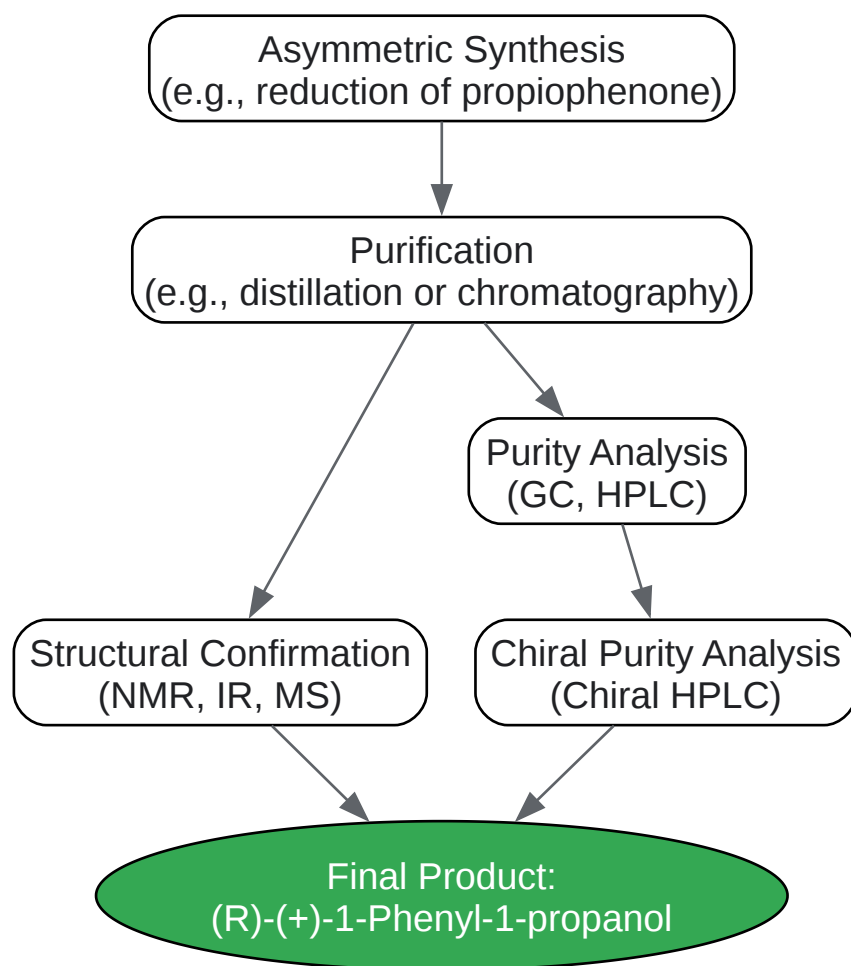 Asymmetric Synthesis
(e.g., reduction of propiophenone)
Purification
(e.g., distillation or chromatography)
Purity Analysis
(GC, HPLC)
Structural Confirmation
(NMR, IR, MS)
Chiral Purity Analysis
(Chiral HPLC)
Final Product:
(R)-(+)-1-Phenyl-1-propanol